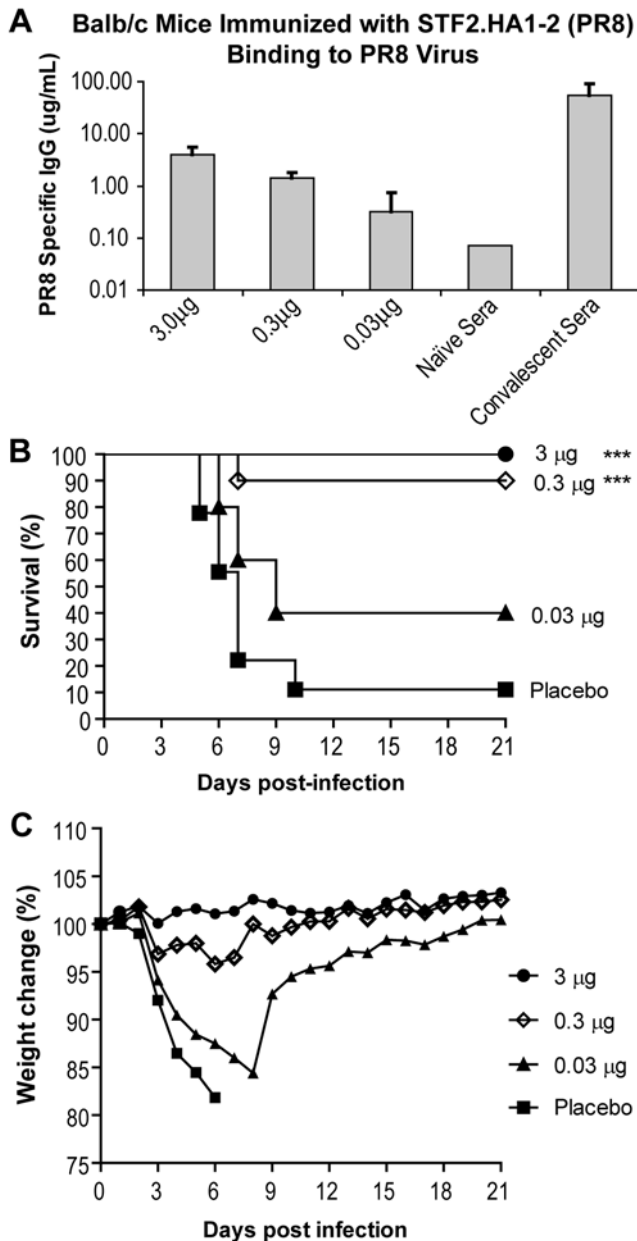 A
Balb/c Mice Immunized with STF2.HA1-2 (PR8)
Binding to PR8 Virus
PR8 Specific IgG (ug/mL)
100.00
10.00
1.00
0.10
0.01
3.0µg
0.3µg
0.03µg
Naïve Sera
Convalescent Sera
B
Survival (%)
100
90
80
70
60
50
40
30
20
10
0
0 3 6 9 12 15 18 21
Days post-infection
3 µg ***
0.3 µg ***
0.03 µg
Placebo
C
Weight change (%)
110
105
100
95
90
85
80
75
0 3 6 9 12 15 18 21
Days post infection
3 µg
0.3 µg
0.03 µg
Placebo